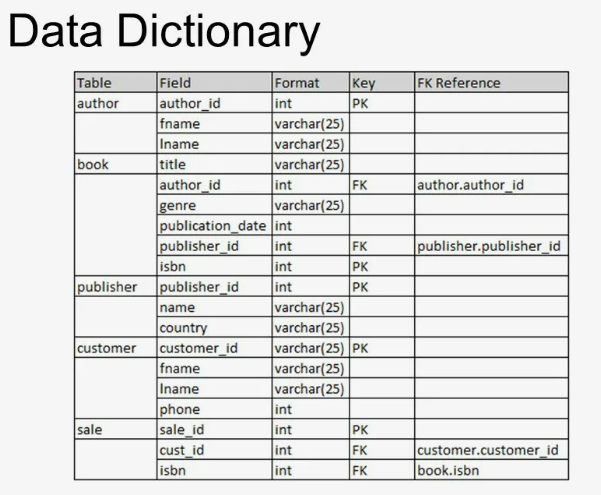 Data Dictionary
Table Field Format Key FK Reference
author author_id int PK
fname varchar(25)
lname varchar(25)
book title varchar(25)
author_id int FK author.author_id
genre varchar(25)
publication_date int
publisher_id int FK publisher.publisher_id
isbn int PK
publisher publisher_id int PK
name varchar(25)
country varchar(25)
customer customer_id varchar(25) PK
fname varchar(25)
lname varchar(25)
phone int
sale sale_id int PK
cust_id int FK customer.customer_id
isbn int FK book.isbn